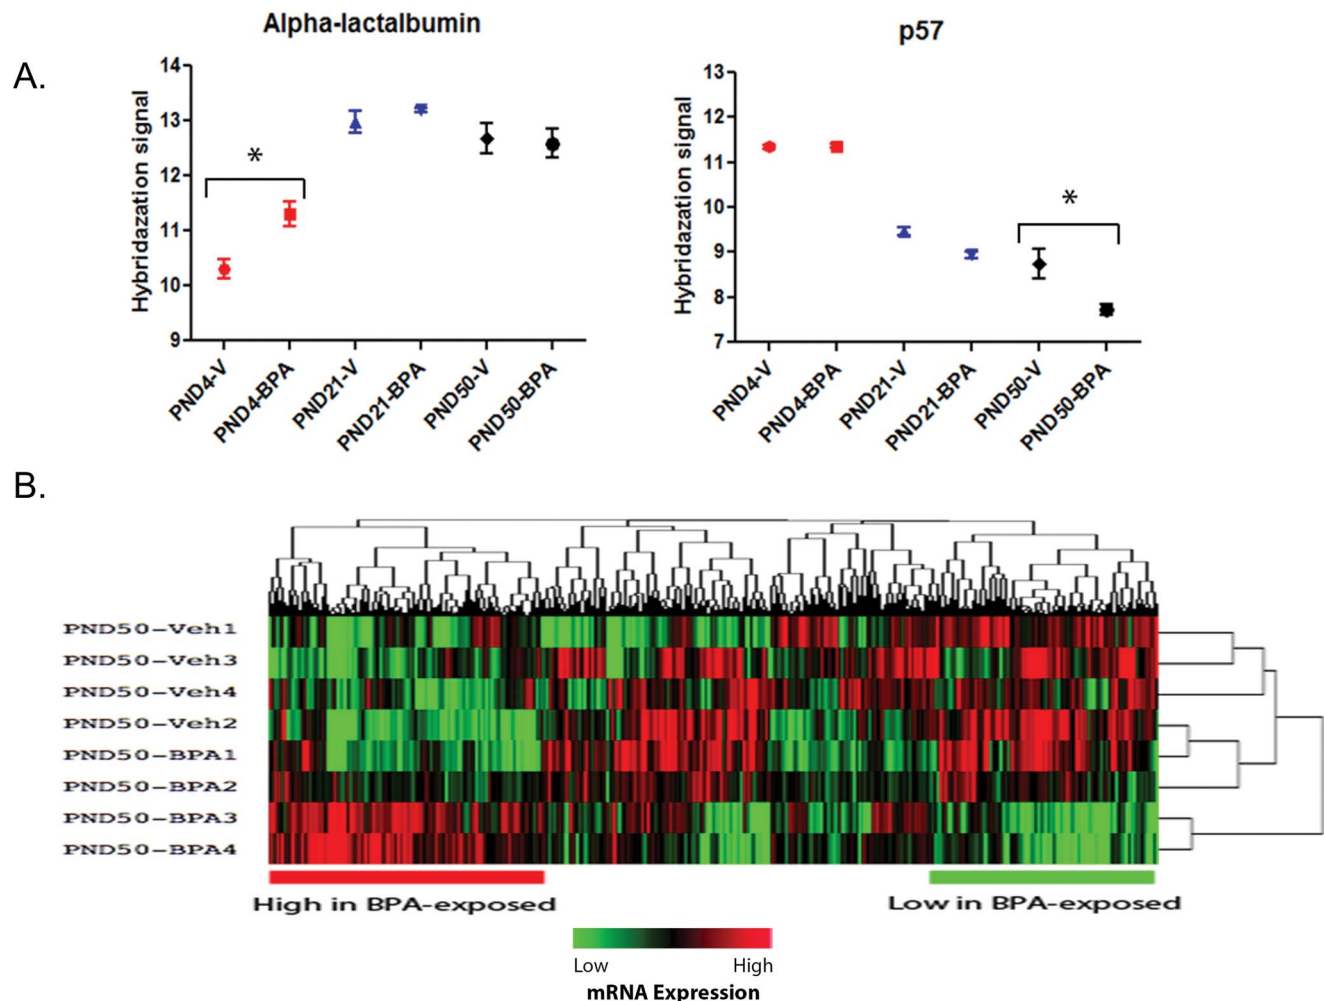 A.
Alpha-lactalbumin
Hybridazation signal
14
13
12
11
10
9
*
PND4-V
PND4-BPA
PND21-V
PND21-BPA
PND50-V
PND50-BPA
p57
Hybridazation signal
13
12
11
10
9
8
7
*
PND4-V
PND4-BPA
PND21-V
PND21-BPA
PND50-V
PND50-BPA
B.
PND50-Veh1
PND50-Veh3
PND50-Veh4
PND50-Veh2
PND50-BPA1
PND50-BPA2
PND50-BPA3
PND50-BPA4
High in BPA-exposed
Low in BPA-exposed
Low
High
mRNA Expression